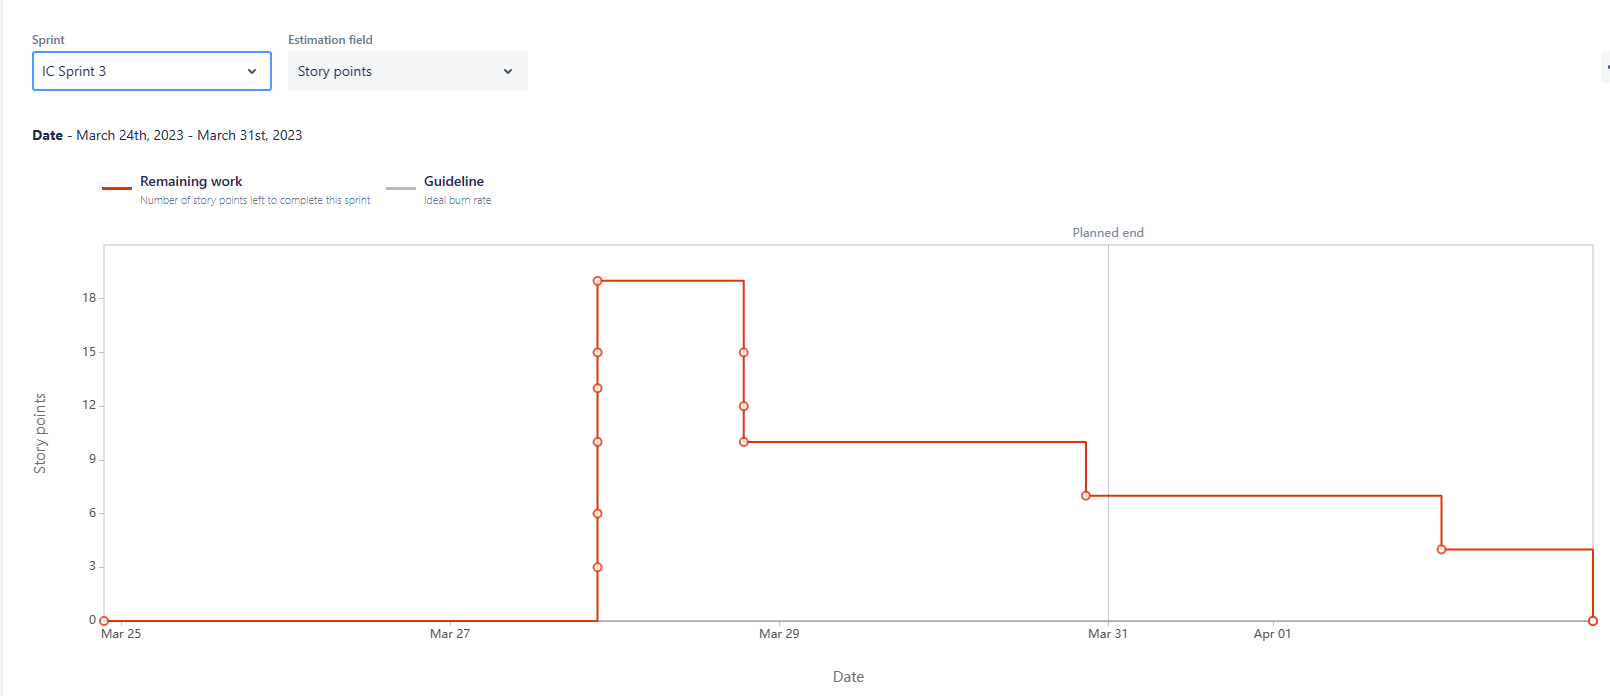 Sprint
Estimation field
IC Sprint 3
Story points
Date - March 24th, 2023 - March 31st, 2023
Remaining work
Number of story points left to complete this sprint
Guideline
Ideal burn rate
Planned end
18
15
12
9
6
3
0
Story points
Mar 25
Mar 27
Mar 29
Mar 31
Apr 01
Date